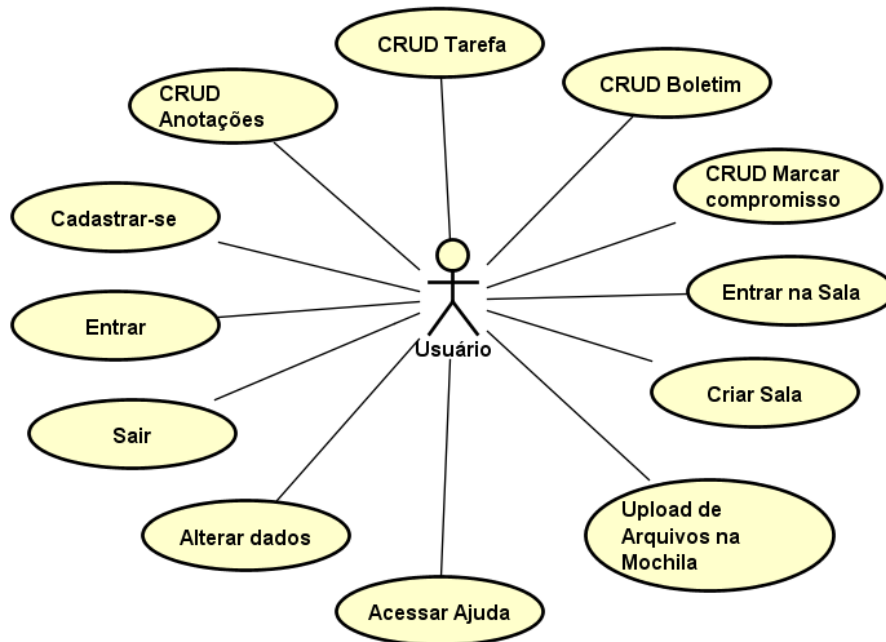 CRUD Tarefa
CRUD Boletim
CRUD
Anotações
CRUD Marcar
compromisso
Cadastrar-se
Entrar na Sala
Entrar
Usuário
Criar Sala
Sair
Upload de
Arquivos na
Mochila
Alterar dados
Acessar Ajuda